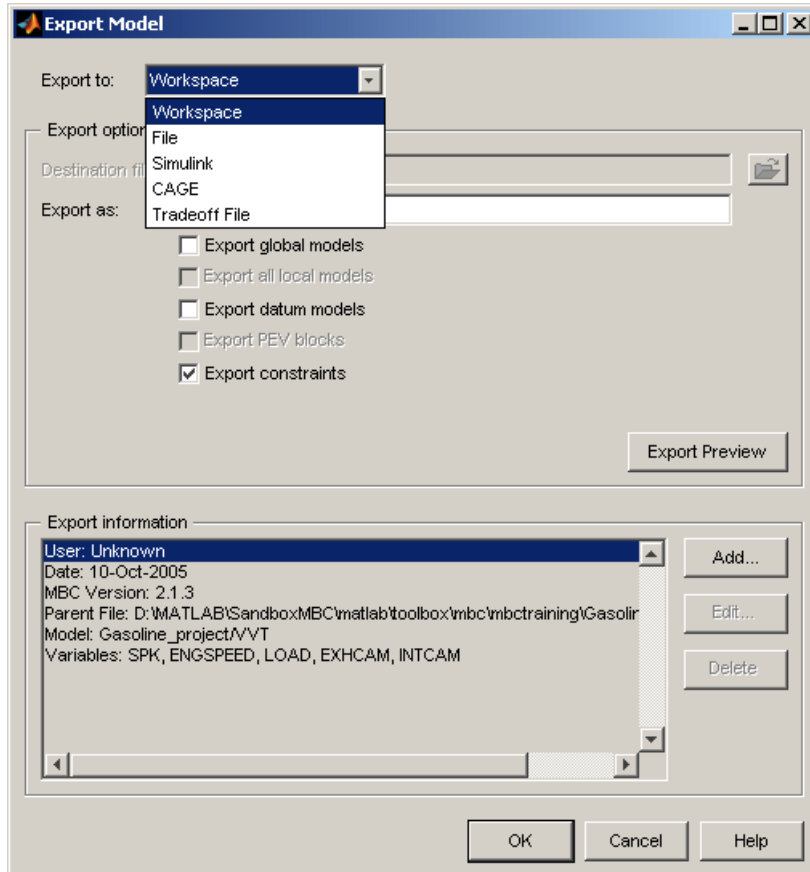 Export Model
Export to: Workspace
Workspace
File
Simulink
CAGE
Tradeoff File
Export option
Destination fil
Export as:
Export global models
Export all local models
Export datum models
Export PEV blocks
Export constraints
Export Preview
Export information
User: Unknown
Date: 10-Oct-2005
MBC Version: 2.1.3
Parent File: D:\MATLAB\SandboxMBC\matlab\toolbox\mbc\mbctraining\Gasolin
Model: Gasoline_project/VVT
Variables: SPK, ENGSPEED, LOAD, EXHCAM, INTCAM
Add...
Edit...
Delete
OK Cancel Help